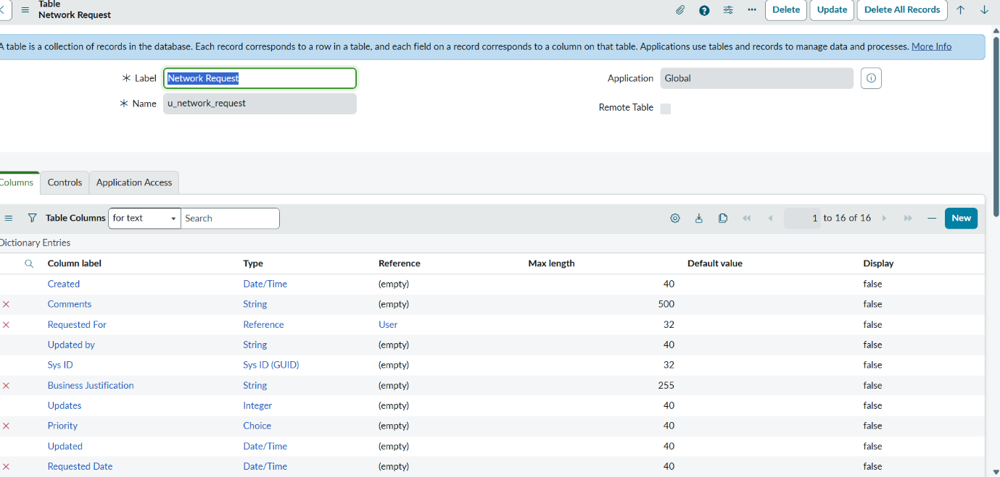 Table
Network Request
Delete Update Delete All Records
A table is a collection of records in the database. Each record corresponds to a row in a table, and each field on a record corresponds to a column on that table. Applications use tables and records to manage data and processes. More Info
Label Network Request Application Global
Name u_network_request
Remote Table
Columns Controls Application Access
Table Columns for text Search 1 to 16 of 16 New
Dictionary Entries
Column label Type Reference Max length Default value Display
Created Date/Time (empty) 40 false
Comments String (empty) 500 false
Requested For Reference User 32 false
Updated by String (empty) 40 false
Sys ID Sys ID (GUID) (empty) 32 false
Business Justification String (empty) 255 false
Updates Integer (empty) 40 false
Priority Choice (empty) 40 false
Updated Date/Time (empty) 40 false
Requested Date Date/Time (empty) 40 false